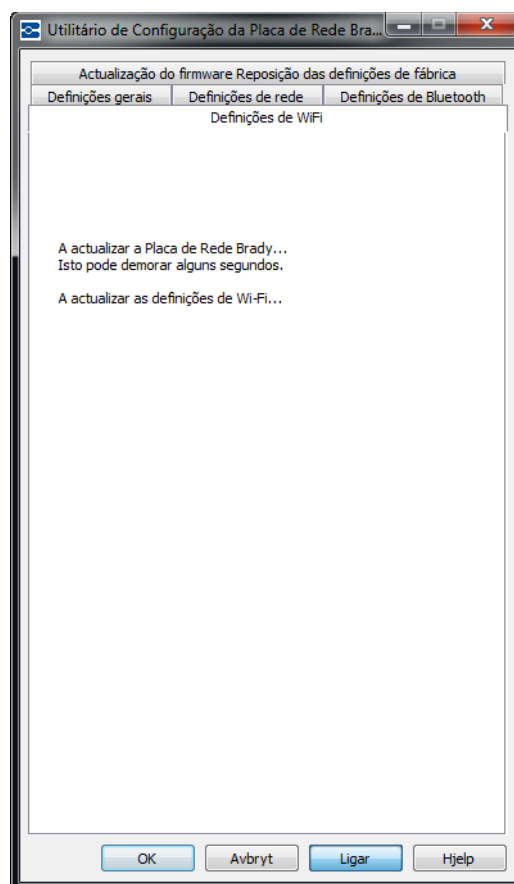 Utilitário de Configuração da Placa de Rede Bra...
Actualização do firmware Reposição das definições de fábrica
Definições gerais Definições de rede Definições de Bluetooth
Definições de WiFi
A actualizar a Placa de Rede Brady...
Isto pode demorar alguns segundos.
A actualizar as definições de Wi-Fi...
OK Avbryt Ligar Hjelp